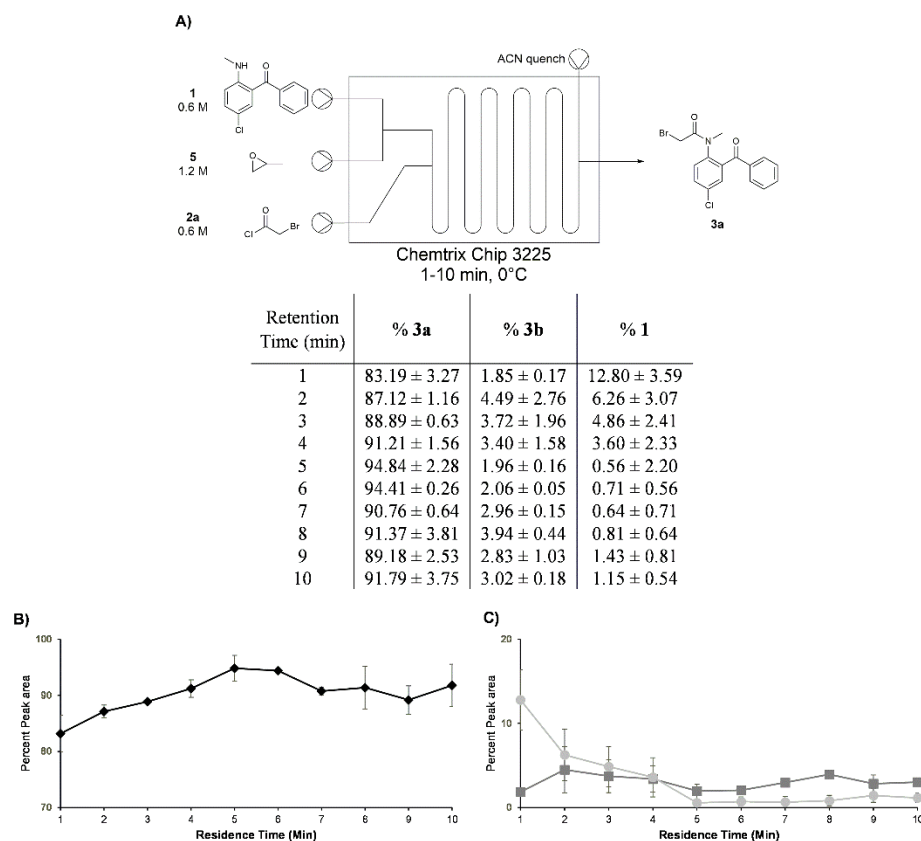 A)
ACN quench
NH
O
1
0.6 M
Cl
5
1.2 M
O
2a
0.6 M
O
Cl
Br
O
Br
N
O
Cl
3a
Chemtrix Chip 3225
1-10 min, 0°C
Retention Time (min) % 3a % 3b % 1
1 83.19 ± 3.27 1.85 ± 0.17 12.80 ± 3.59
2 87.12 ± 1.16 4.49 ± 2.76 6.26 ± 3.07
3 88.89 ± 0.63 3.72 ± 1.96 4.86 ± 2.41
4 91.21 ± 1.56 3.40 ± 1.58 3.60 ± 2.33
5 94.84 ± 2.28 1.96 ± 0.16 0.56 ± 2.20
6 94.41 ± 0.26 2.06 ± 0.05 0.71 ± 0.56
7 90.76 ± 0.64 2.96 ± 0.15 0.64 ± 0.71
8 91.37 ± 3.81 3.94 ± 0.44 0.81 ± 0.64
9 89.18 ± 2.53 2.83 ± 1.03 1.43 ± 0.81
10 91.79 ± 3.75 3.02 ± 0.18 1.15 ± 0.54
B)
Percent Peak area
100
90
80
70
1 2 3 4 5 6 7 8 9 10
Residence Time (Min)
C)
Percent Peak area
20
10
0
1 2 3 4 5 6 7 8 9 10
Residence Time (Min)